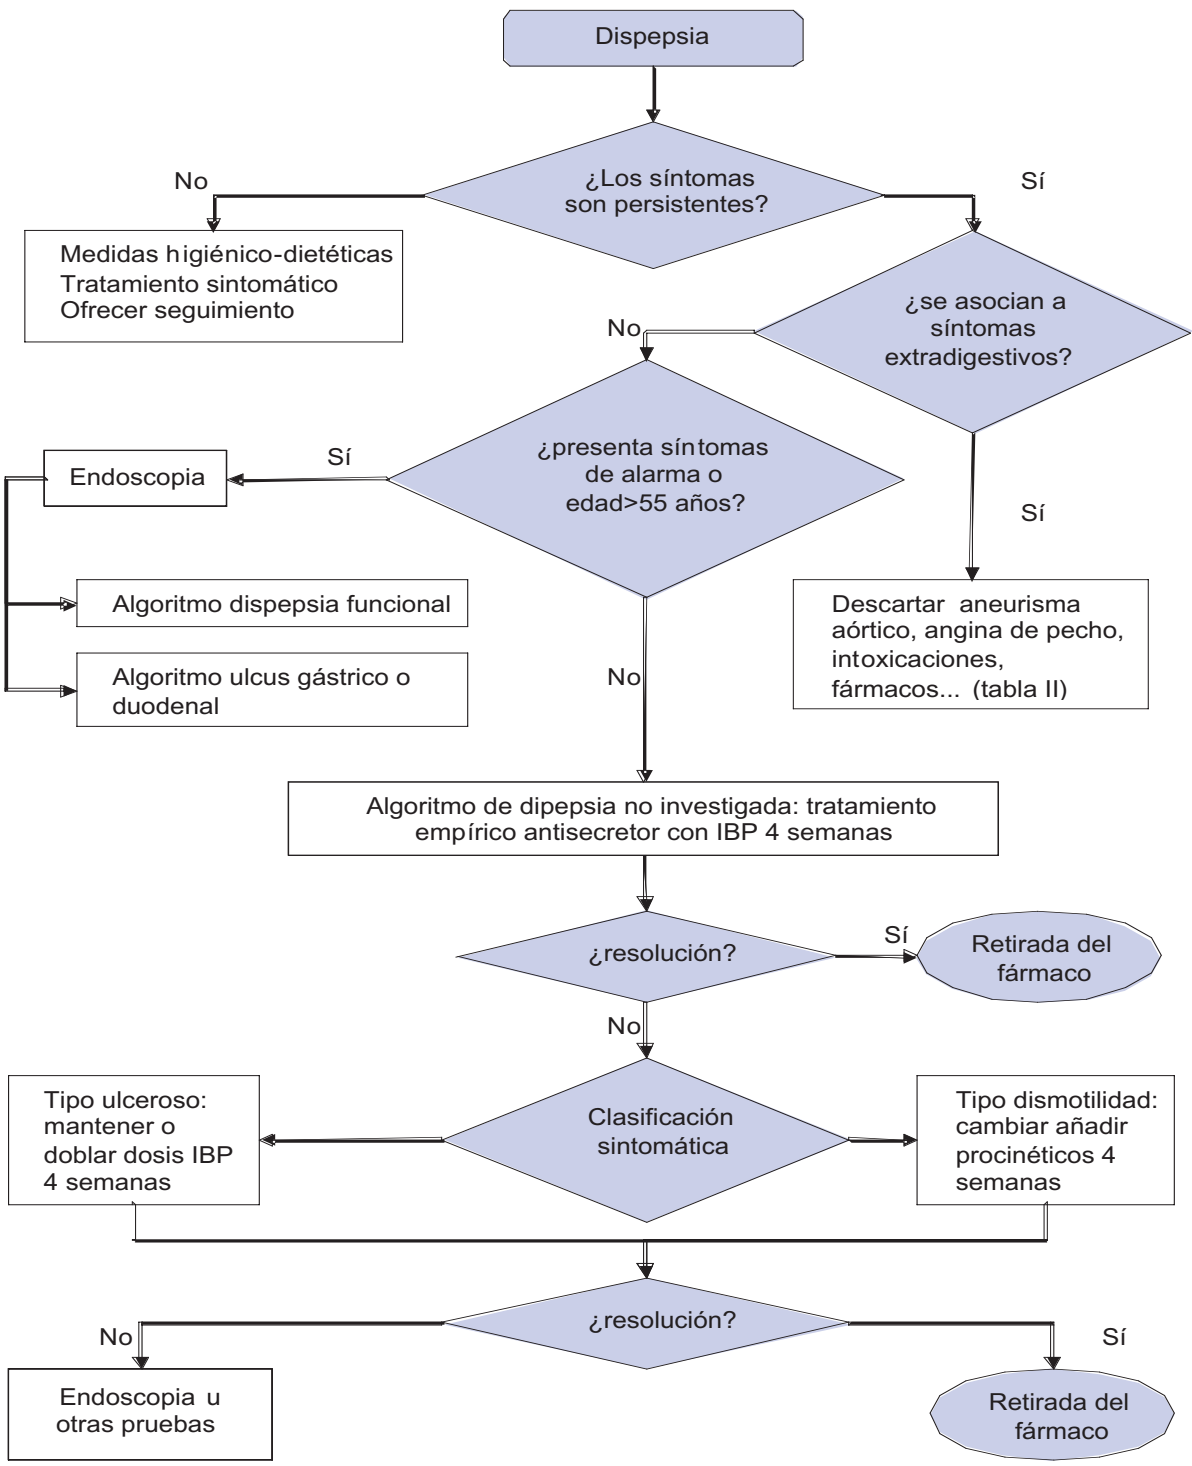 Dispepsia
¿Los síntomas
son persistentes?
No
Sí
Medidas higiénico-dietéticas
Tratamiento sintomático
Ofrecer seguimiento
¿se asocian a
síntomas
extradigestivos?
No
¿presenta síntomas
de alarma o
edad>55 años?
Sí
Endoscopia
Sí
Algoritmo dispepsia funcional
Algoritmo ulcus gástrico o
duodenal
Descartar aneurisma
aórtico, angina de pecho,
intoxicaciones,
fármacos... (tabla II)
No
Algoritmo de dipepsia no investigada: tratamiento
empírico antisecretor con IBP 4 semanas
¿resolución?
Sí
Retirada del
fármaco
No
Clasificación
sintomática
Tipo ulceroso:
mantener o
doblar dosis IBP
4 semanas
Tipo dismotilidad:
cambiar añadir
procinéticos 4
semanas
¿resolución?
No
Sí
Endoscopia u
otras pruebas
Retirada del
fármaco